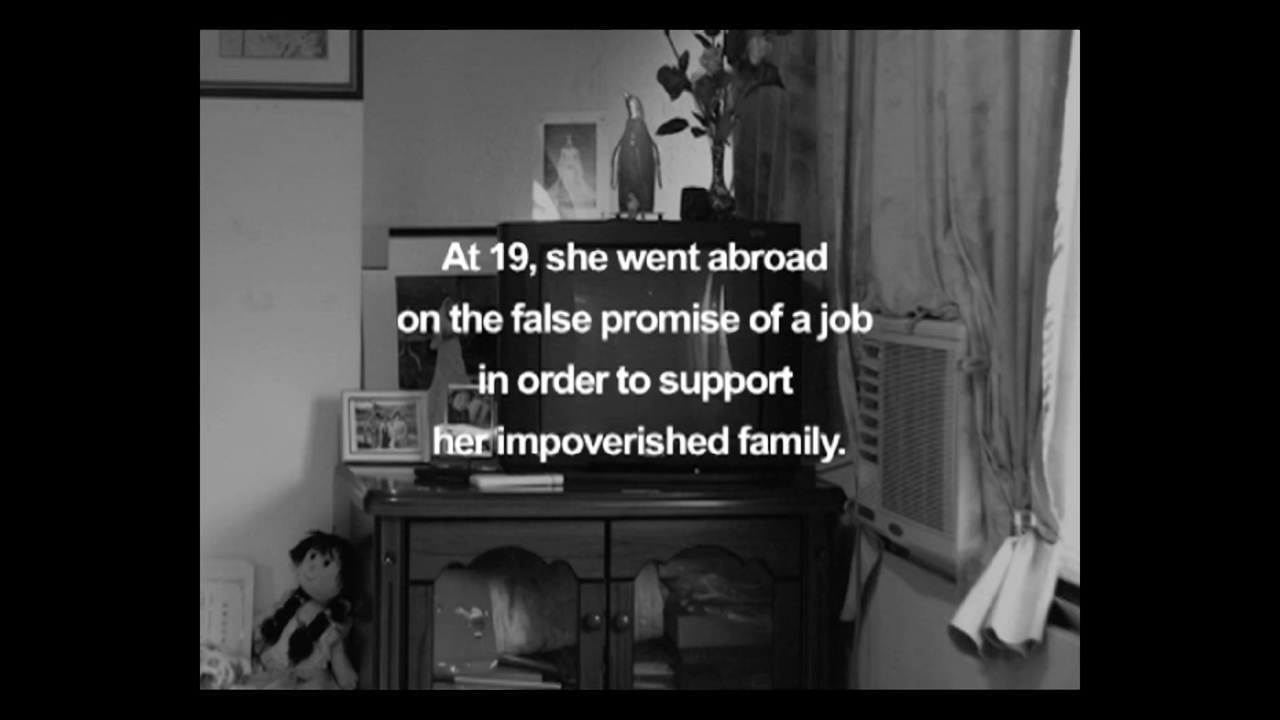 At 19, she went abroad
on the false promise of a job
in order to support
her impoverished family.